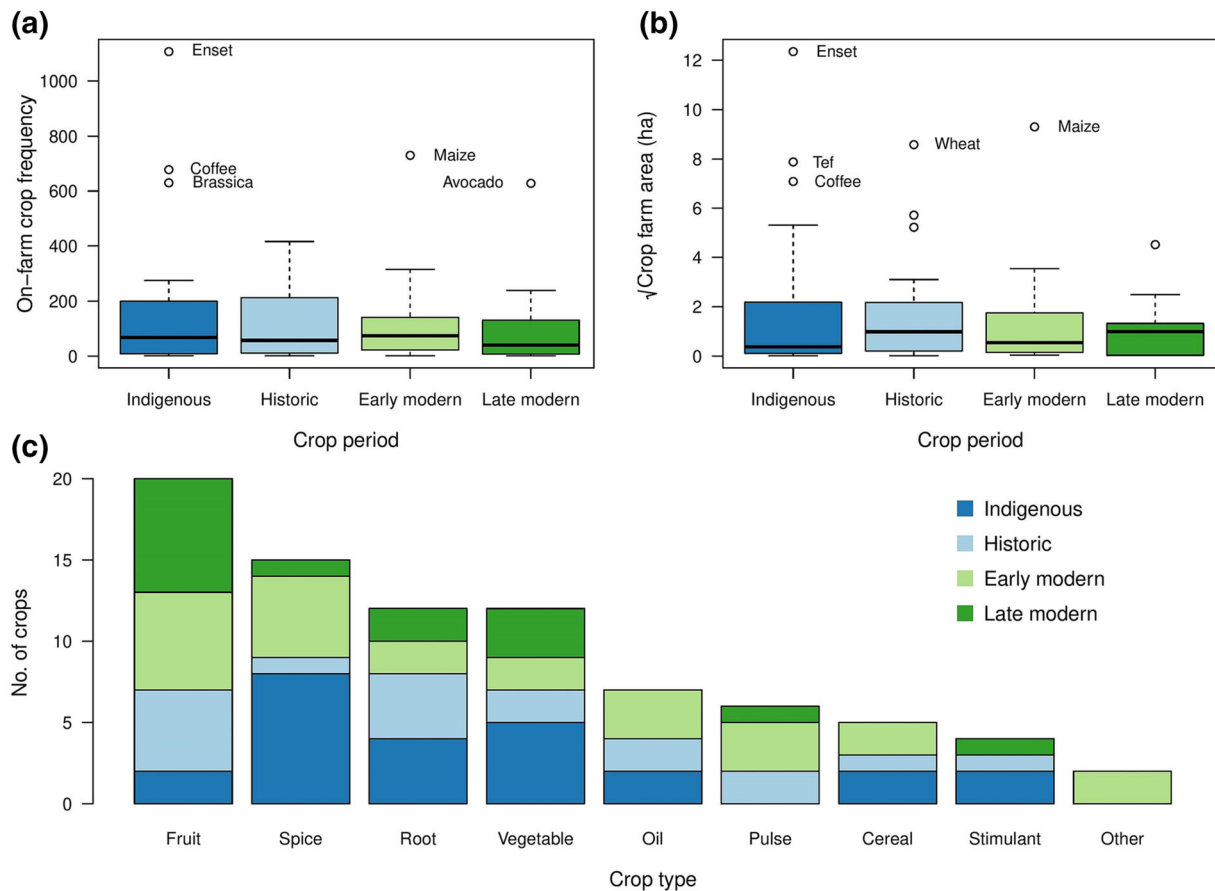 (a)
On-farm crop frequency
1000
800
600
400
200
0
Enset
Coffee
Brassica
Maize
Avocado
Indigenous Historic Early modern Late modern
Crop period
(b)
√Crop farm area (ha)
12
10
8
6
4
2
0
Enset
Tef
Coffee
Wheat
Maize
Indigenous Historic Early modern Late modern
Crop period
(c)
No. of crops
20
15
10
5
0
Indigenous
Historic
Early modern
Late modern
Fruit Spice Root Vegetable Oil Pulse Cereal Stimulant Other
Crop type